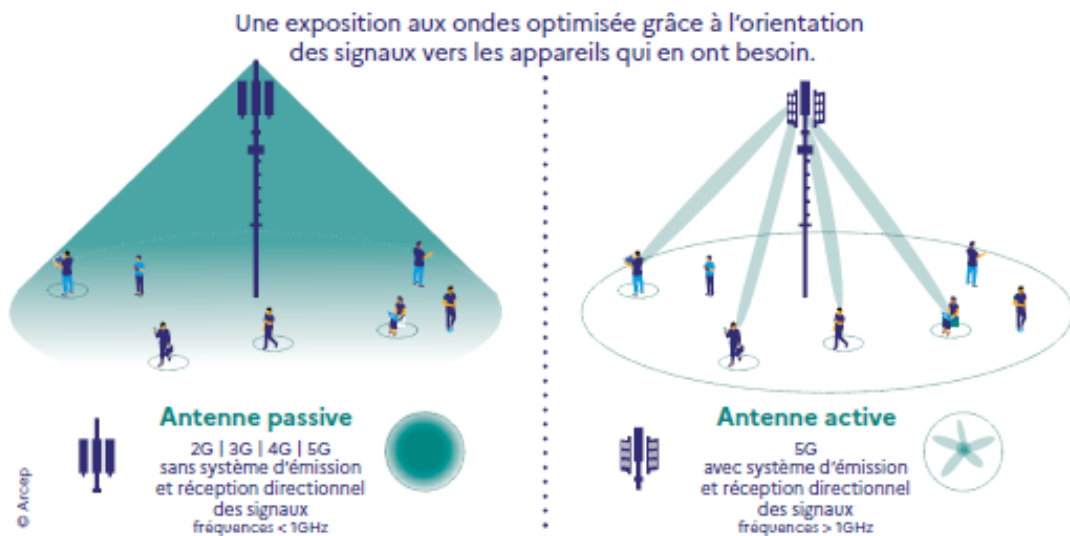 Une exposition aux ondes optimisée grâce à l'orientation
des signaux vers les appareils qui en ont besoin.
Antenne passive
2G | 3G | 4G | 5G
sans système d'émission
et réception directionnel
des signaux
fréquences < 1GHz
Antenne active
5G
avec système d'émission
et réception directionnel
des signaux
fréquences > 1GHz
© Arcep